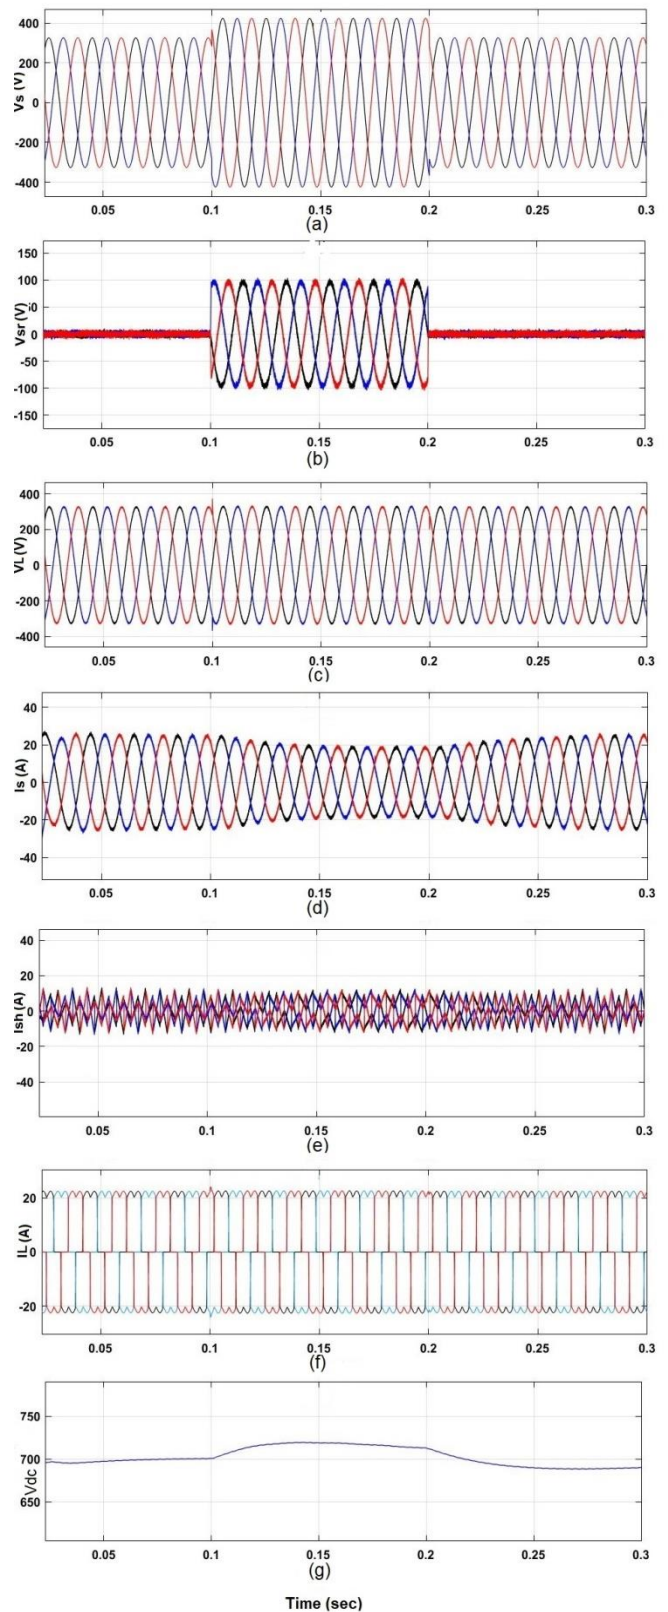 400
200
0
-200
-400
Vs (V)
0.05 0.1 0.15 0.2 0.25 0.3
(a)
150
100
50
0
-50
-100
-150
Vsr (V)
0.05 0.1 0.15 0.2 0.25 0.3
(b)
400
200
0
-200
-400
VL (V)
0.05 0.1 0.15 0.2 0.25 0.3
(c)
40
20
0
-20
-40
Is (A)
0.05 0.1 0.15 0.2 0.25 0.3
(d)
40
20
0
-20
-40
Ish (A)
0.05 0.1 0.15 0.2 0.25 0.3
(e)
20
0
-20
IL (A)
0.05 0.1 0.15 0.2 0.25 0.3
(f)
750
700
650
Vdc
0.05 0.1 0.15 0.2 0.25 0.3
(g)
Time (sec)